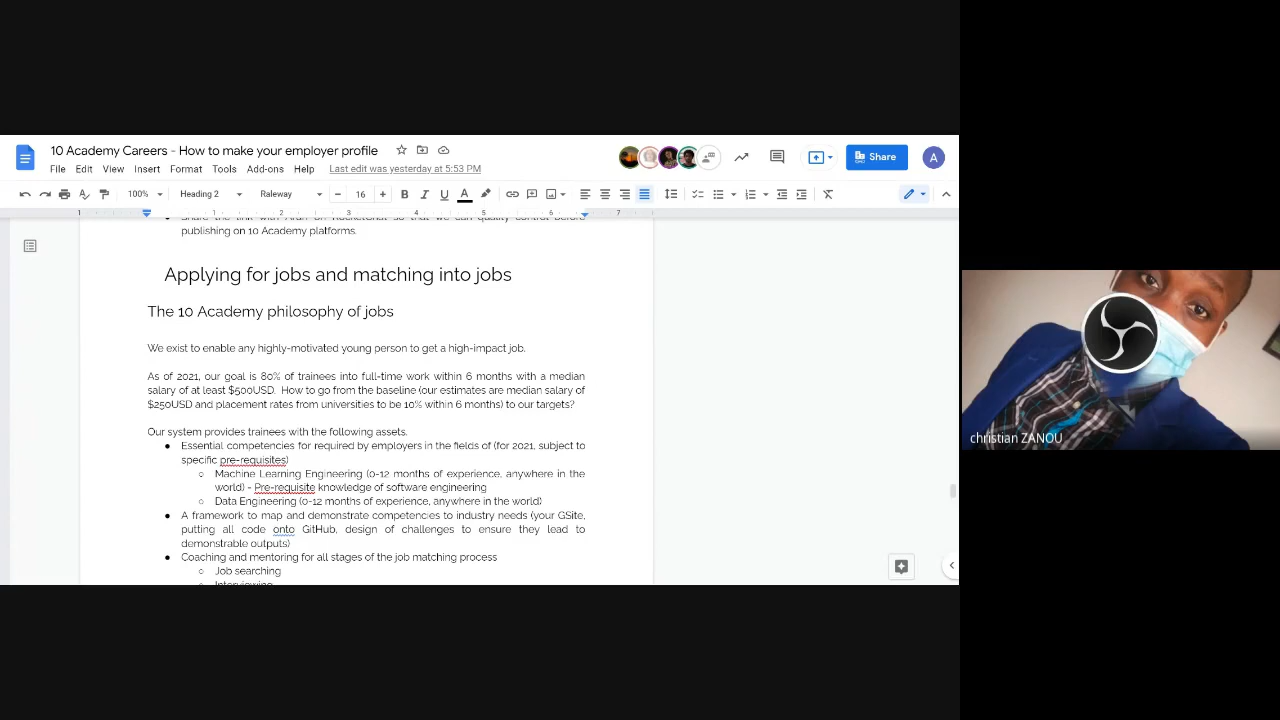 10 Academy Careers - How to make your employer profile
File Edit View Insert Format Tools Add-ons Help Last edit was yesterday at 5:53 PM
Share
A
100% Heading 2 Raleway 16 B I U A
1 1 2 3 4 5 6 7
publishing on 10 Academy platforms.
Applying for jobs and matching into jobs
The 10 Academy philosophy of jobs
We exist to enable any highly-motivated young person to get a high-impact job.
As of 2021, our goal is 80% of trainees into full-time work within 6 months with a median
salary of at least $500USD. How to go from the baseline (our estimates are median salary of
$250USD and placement rates from universities to be 10% within 6 months) to our targets?
Our system provides trainees with the following assets.
● Essential competencies for required by employers in the fields of (for 2021, subject to
specific pre-requisites)
○ Machine Learning Engineering (0-12 months of experience, anywhere in the
world) - Pre-requisite knowledge of software engineering
○ Data Engineering (0-12 months of experience, anywhere in the world)
● A framework to map and demonstrate competencies to industry needs (your GSite,
putting all code onto GitHub, design of challenges to ensure they lead to
demonstrable outputs)
● Coaching and mentoring for all stages of the job matching process
○ Job searching
○ Interviewing
christian ZANOU